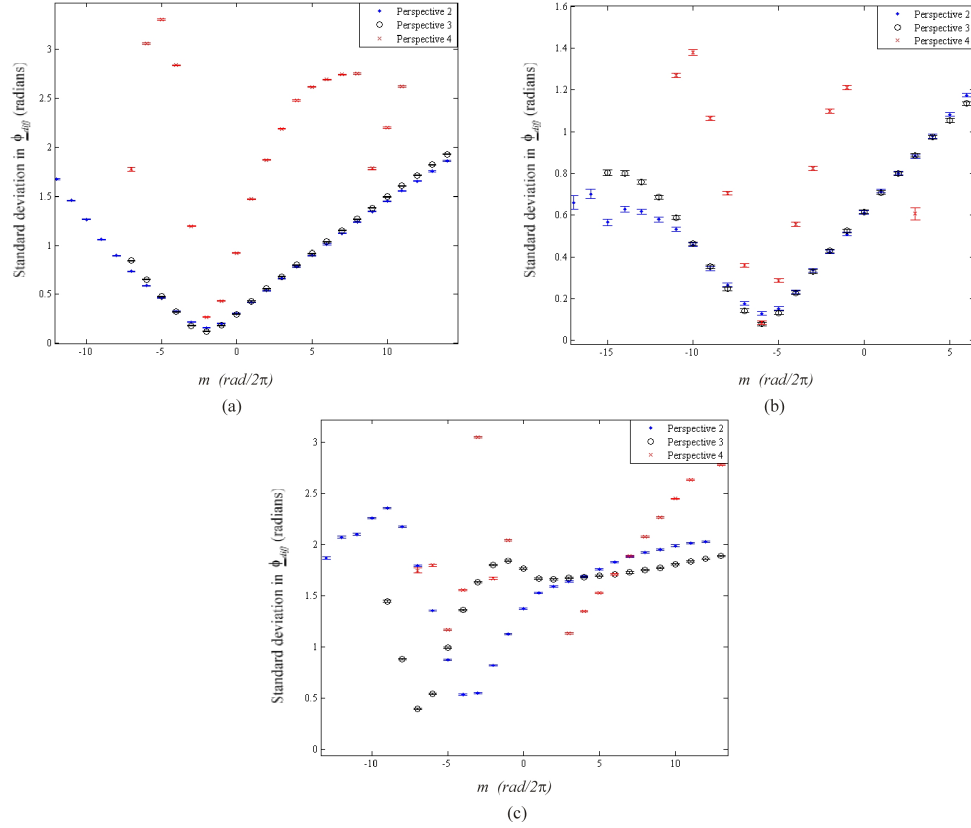 Perspective 2
Perspective 3
Perspective 4
Standard deviation in ϕ_diff (radians)
3
2.5
2
1.5
1
0.5
0
-10
-5
0
5
10
m (rad/2π)
(a)
Perspective 2
Perspective 3
Perspective 4
Standard deviation in ϕ_diff (radians)
1.6
1.4
1.2
1
0.8
0.6
0.4
0.2
0
-15
-10
-5
0
5
m (rad/2π)
(b)
Perspective 2
Perspective 3
Perspective 4
Standard deviation in ϕ_diff (radians)
3
2.5
2
1.5
1
0.5
0
-10
-5
0
5
10
m (rad/2π)
(c)